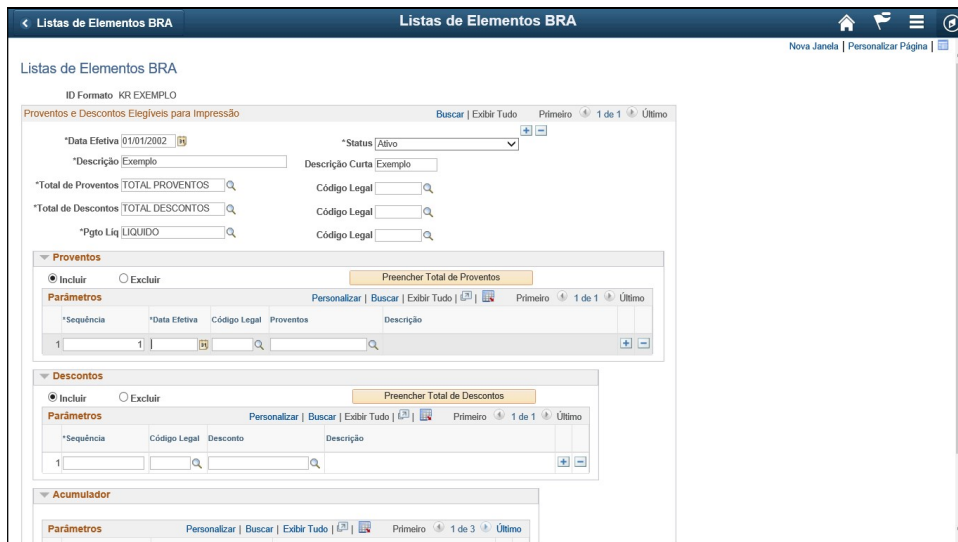 Listas de Elementos BRA
Listas de Elementos BRA
Nova Janela | Personalizar Página |
Listas de Elementos BRA
ID Formato KR EXEMPLO
Proventos e Descontos Elegíveis para Impressão Buscar | Exibir Tudo Primeiro 1 de 1 Último
*Data Efetiva 01/01/2002 *Status Ativo
*Descrição Exemplo Descrição Curta Exemplo
*Total de Proventos TOTAL PROVENTOS Código Legal
*Total de Descontos TOTAL DESCONTOS Código Legal
*Pgto Líq LIQUIDO Código Legal
Proventos
Incluir Excluir Preencher Total de Proventos
Parâmetros Personalizar | Buscar | Exibir Tudo | | Primeiro 1 de 1 Último
*Sequência *Data Efetiva Código Legal Proventos Descrição
1 1
Descontos
Incluir Excluir Preencher Total de Descontos
Parâmetros Personalizar | Buscar | Exibir Tudo | | Primeiro 1 de 1 Último
*Sequência Código Legal Desconto Descrição
1
Acumulador
Parâmetros Personalizar | Buscar | Exibir Tudo | | Primeiro 1 de 3 Último